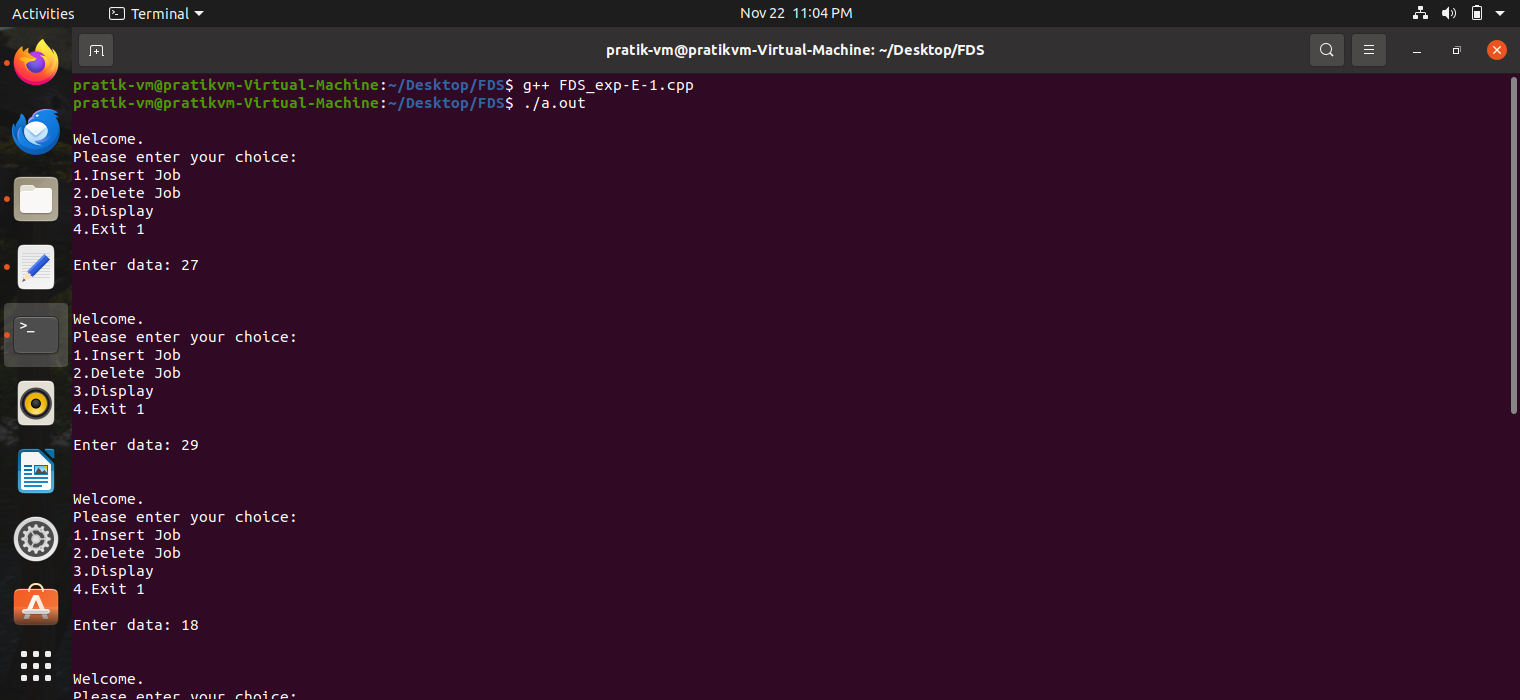 Activities
Terminal
Nov 22 11:04 PM
pratik-vm@pratikvm-Virtual-Machine: ~/Desktop/FDS
pratik-vm@pratikvm-Virtual-Machine:~/Desktop/FDS$ g++ FDS_exp-E-1.cpp
pratik-vm@pratikvm-Virtual-Machine:~/Desktop/FDS$ ./a.out
Welcome.
Please enter your choice:
1.Insert Job
2.Delete Job
3.Display
4.Exit 1
Enter data: 27
Welcome.
Please enter your choice:
1.Insert Job
2.Delete Job
3.Display
4.Exit 1
Enter data: 29
Welcome.
Please enter your choice:
1.Insert Job
2.Delete Job
3.Display
4.Exit 1
Enter data: 18
Welcome.
Please enter your choice: